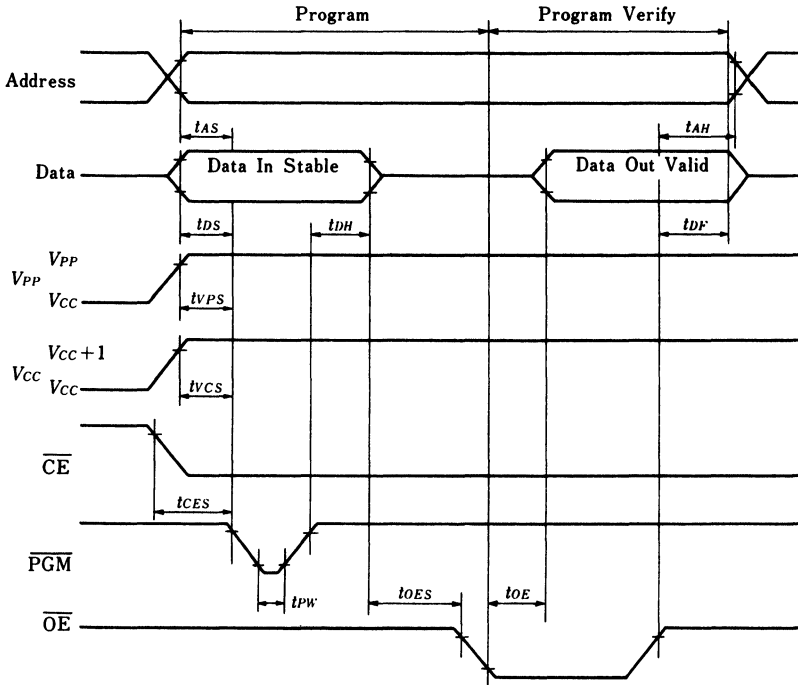 Program Program Verify
Address
tAS tAH
Data Data In Stable Data Out Valid
tDS tDH tDF
VPP
VPP
VCC
tVPS
VCC+1
VCC
VCC
tVCS
CE
tCES
PGM
tPW tOES tOE
OE